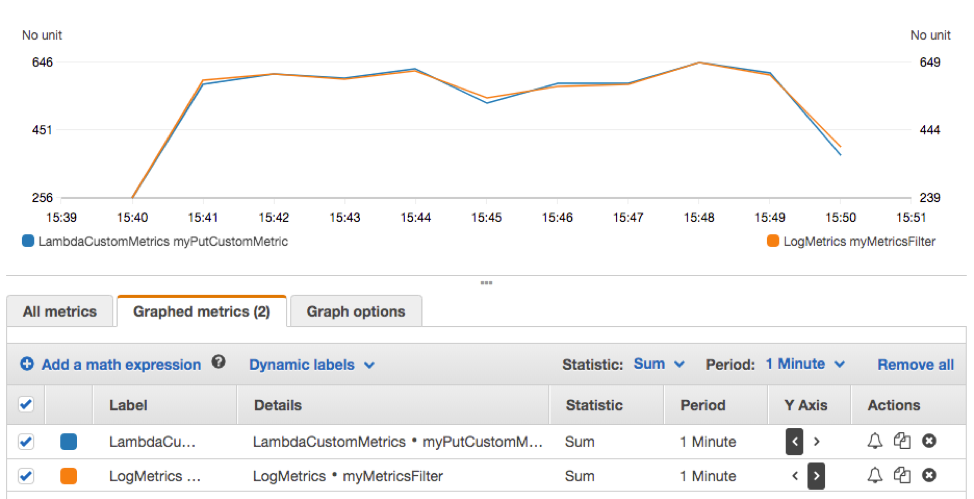 No unit No unit
646 649
451 444
256 239
15:39 15:40 15:41 15:42 15:43 15:44 15:45 15:46 15:47 15:48 15:49 15:50 15:51
LambdaCustomMetrics myPutCustomMetric LogMetrics myMetricsFilter
All metrics Graphed metrics (2) Graph options
Add a math expression ? Dynamic labels Statistic: Sum Period: 1 Minute Remove all
Label Details Statistic Period Y Axis Actions
LambdaCu... LambdaCustomMetrics • myPutCustomM... Sum 1 Minute < >
LogMetrics ... LogMetrics • myMetricsFilter Sum 1 Minute < >